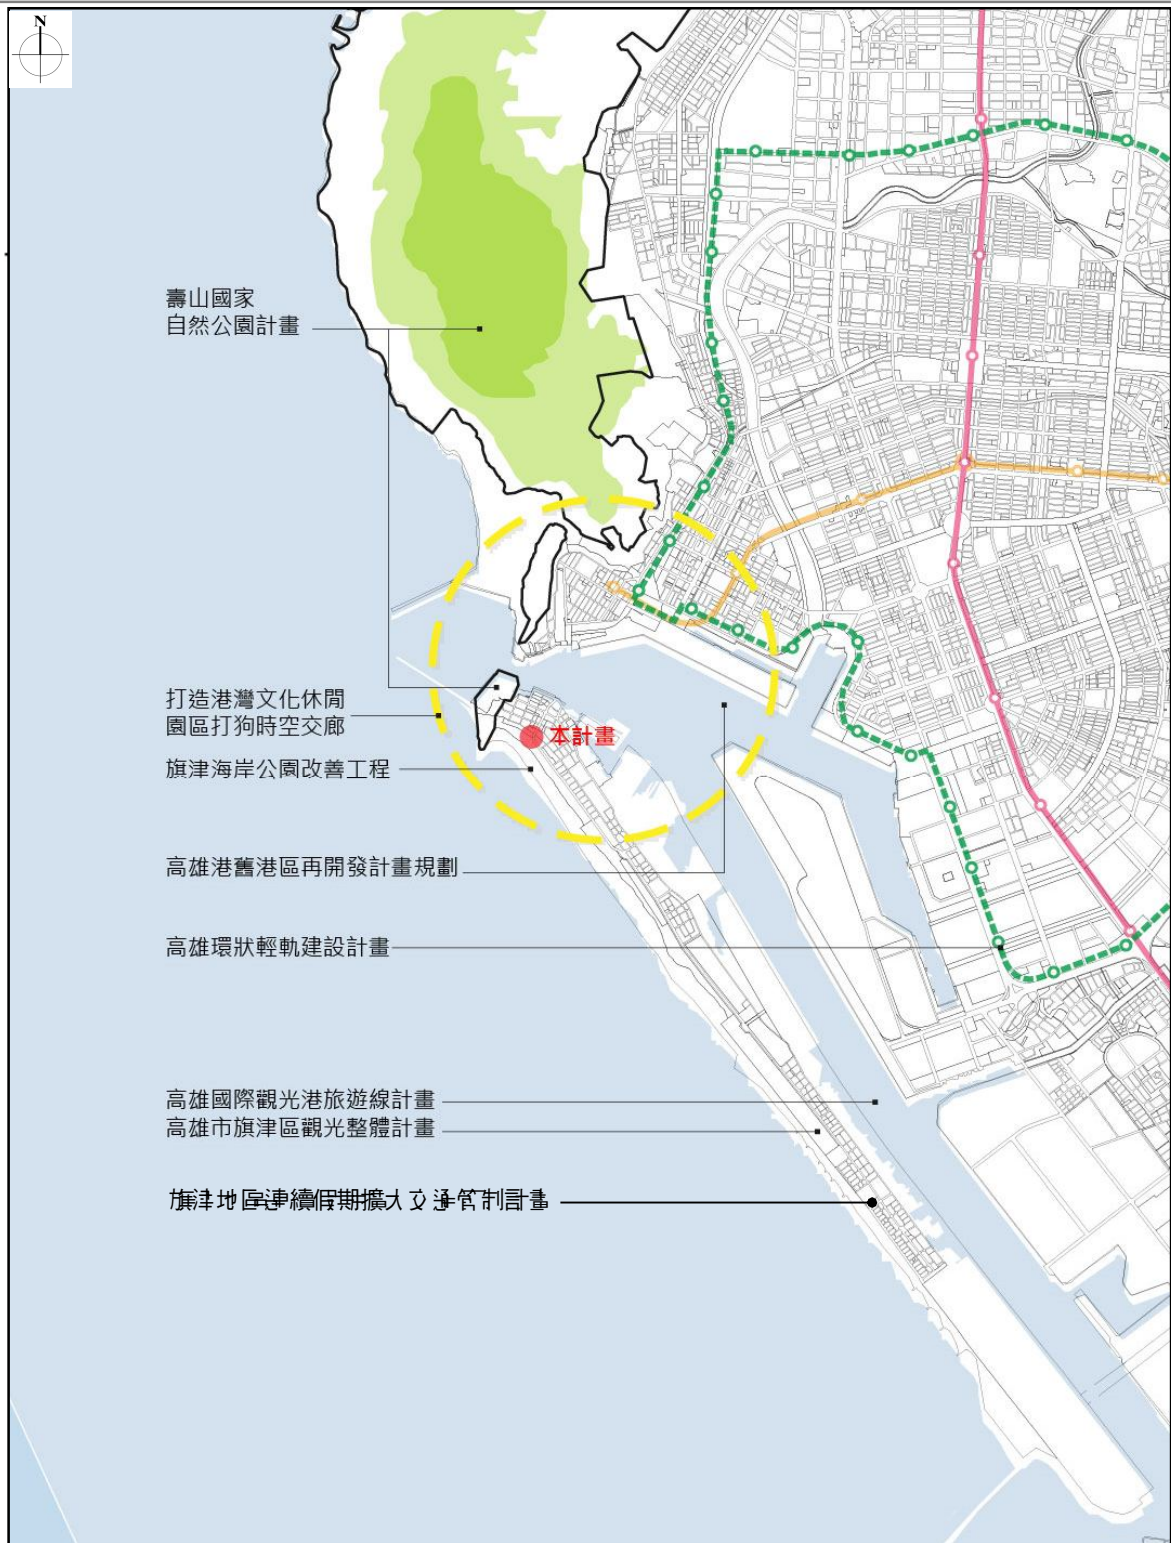 N
壽山國家
自然公園計畫
打造港灣文化休閒
園區打狗時空交廊
本計畫
旗津海岸公園改善工程
高雄港舊港區再開發計畫規劃
高雄環狀輕軌建設計畫
高雄國際觀光港旅遊線計畫
高雄市旗津區觀光整體計畫
旗津地區連續假期擴大交通管制計畫